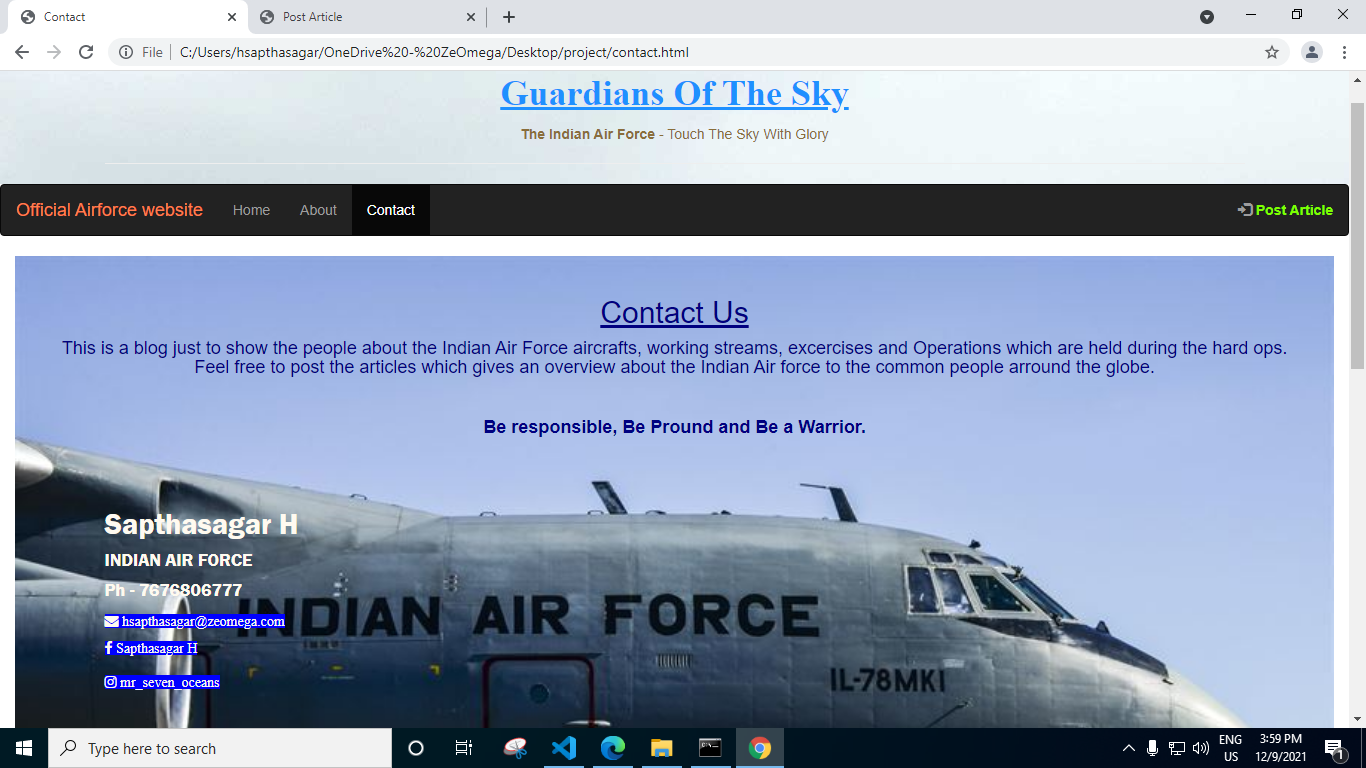 Contact
Post Article
File
C:/Users/hsapthasagar/OneDrive%20-%20ZeOmega/Desktop/project/contact.html
Guardians Of The Sky
The Indian Air Force - Touch The Sky With Glory
Official Airforce website Home About Contact Post Article
Contact Us
This is a blog just to show the people about the Indian Air Force aircrafts, working streams, excercises and Operations which are held during the hard ops.
Feel free to post the articles which gives an overview about the Indian Air force to the common people arround the globe.
Be responsible, Be Pround and Be a Warrior.
Sapthasagar H
INDIAN AIR FORCE
Ph - 7676806777
hsapthasagar@zeomega.com
Sapthasagar H
mr_seven_oceans
INDIAN AIR FORCE
IL-78MKI
Type here to search
ENG
US
3:59 PM
12/9/2021
1